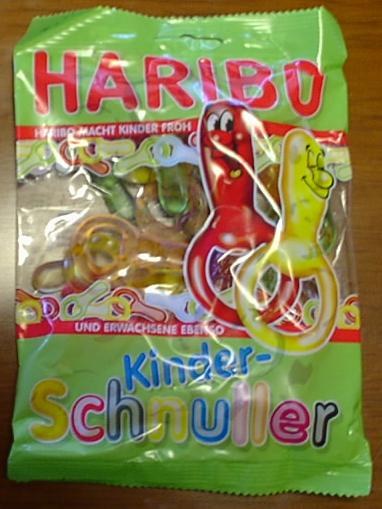 HARIBO
HARIBO MACHT KINDER FROH
UND ERWACHSENE EBENSO
Kinder-
Schnuller